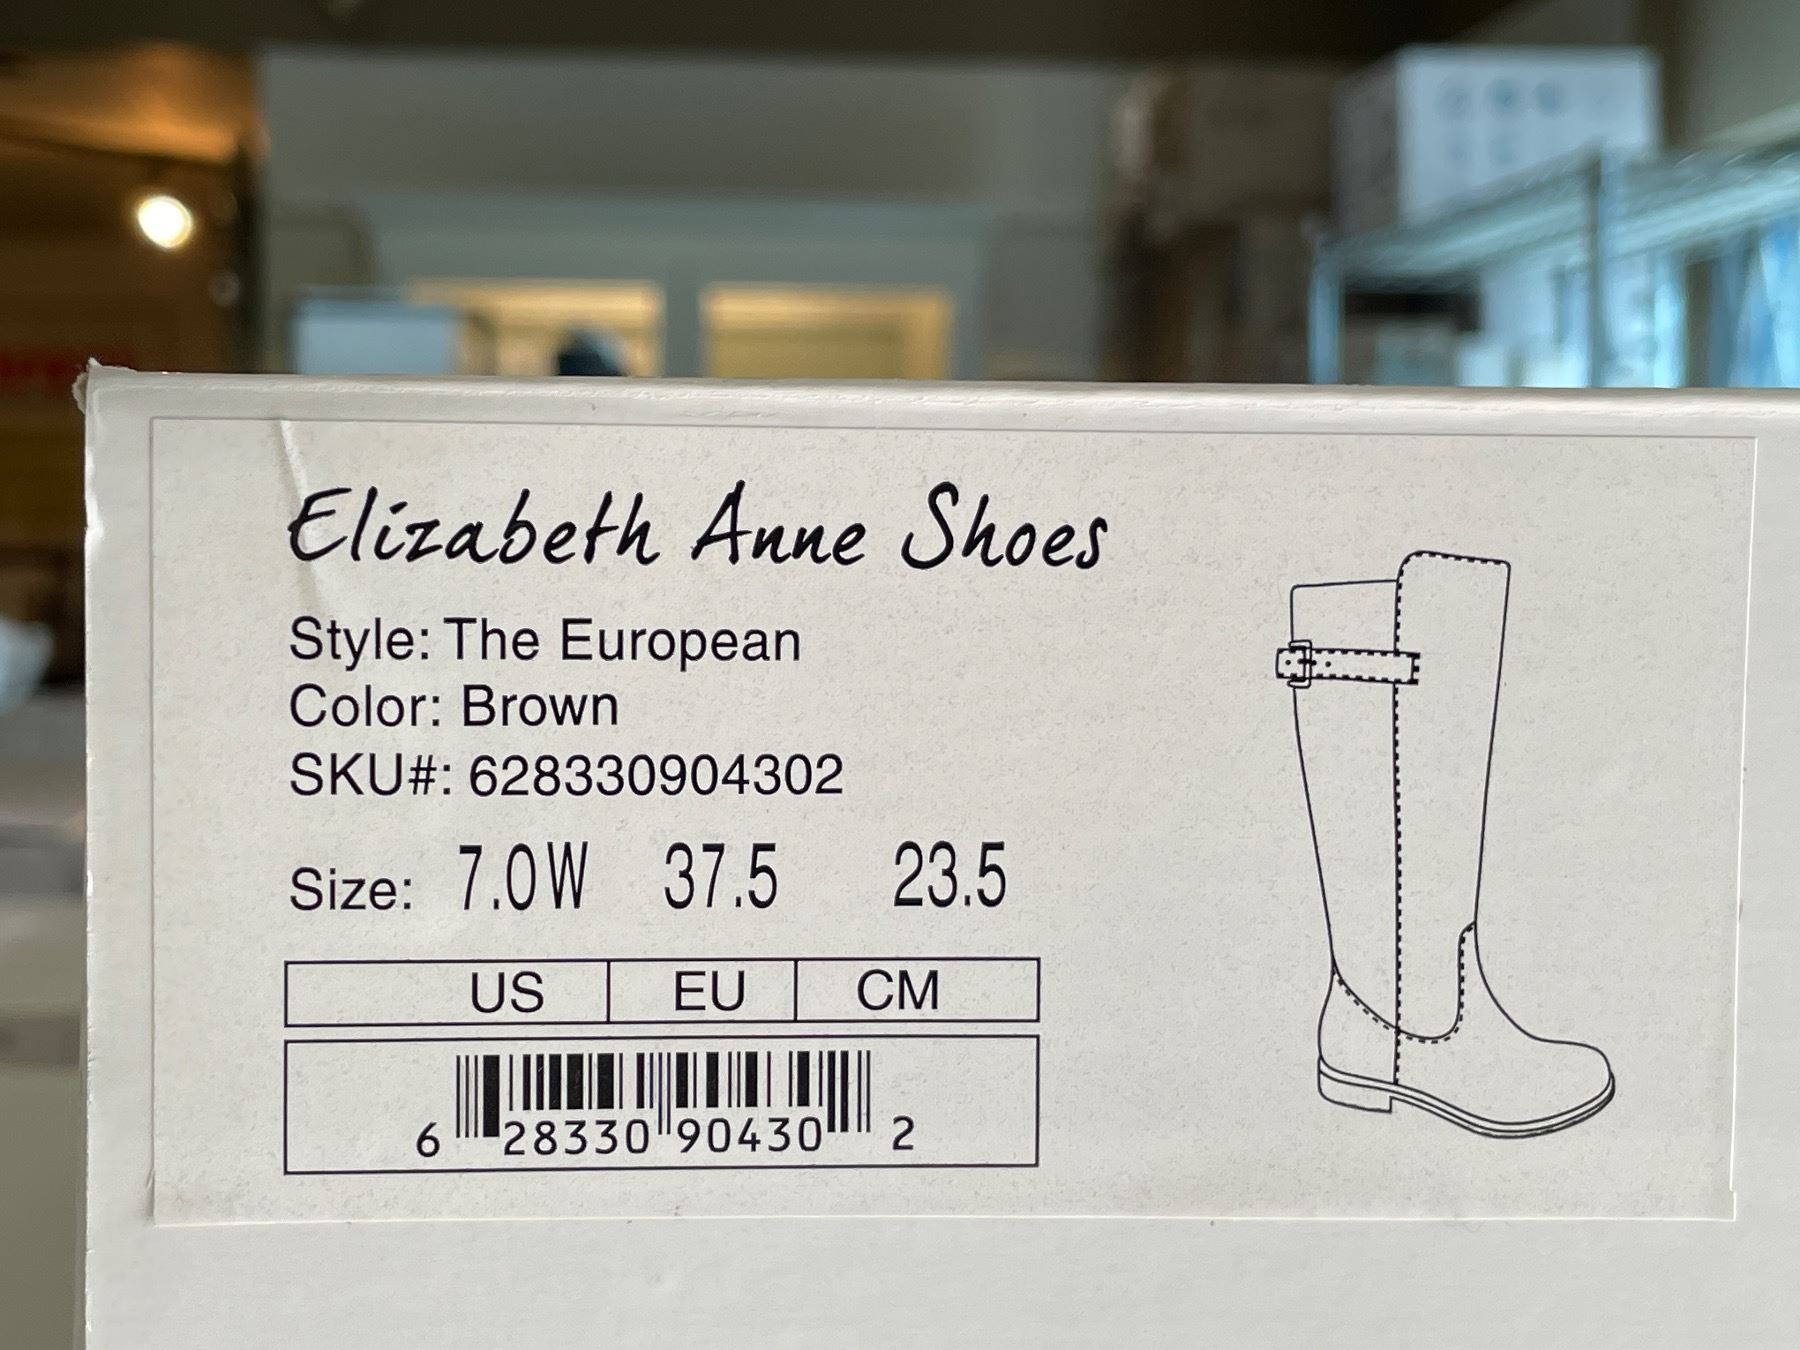 Elizabeth Anne Shoes
Style: The European
Color: Brown
SKU#: 628330904302
Size: 7.0W 37.5 23.5
US EU CM
6 28330 90430 2